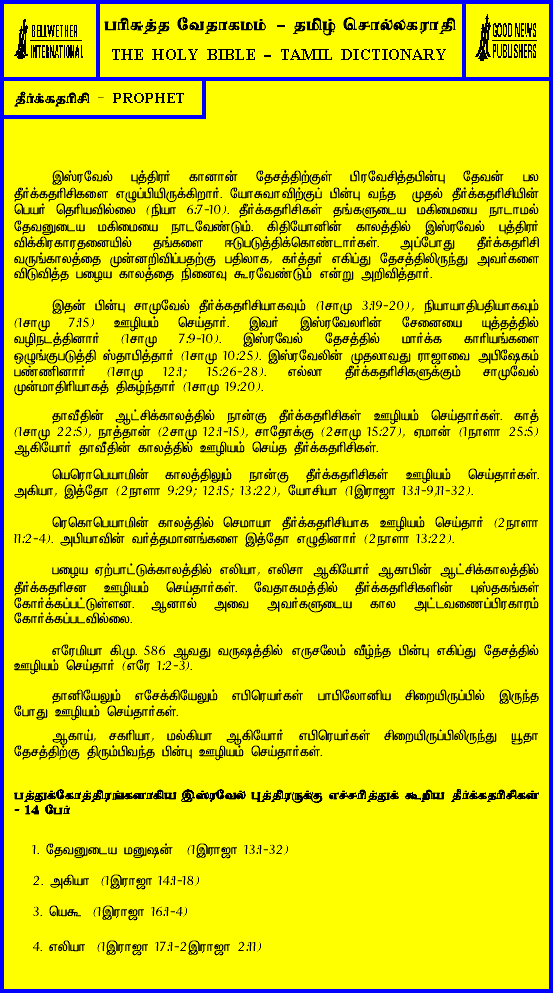 BELLWETHER
INTERNATIONAL
பரிசுத்த வேதாகமம் - தமிழ் சொல்லகராதி
THE HOLY BIBLE - TAMIL DICTIONARY
GOOD NEWS
PUBLISHERS
தீர்க்கதரிசி - PROPHET
இஸ்ரவேல் புத்திரர் கானான் தேசத்திற்குள் பிரவேசித்தபின்பு தேவன் பல
தீர்க்கதரிசிகளை எழுப்பியிருக்கிறார். யோசுவாவிற்குப் பின்பு வந்த முதல் தீர்க்கதரிசியின்
பெயர் தெரியவில்லை (நியா 6:7-10). தீர்க்கதரிசிகள் தங்களுடைய மகிமையை நாடாமல்
தேவனுடைய மகிமையை நாடவேண்டும். கிதியோனின் காலத்தில் இஸ்ரவேல் புத்திரர்
விக்கிரகாரதனையில் தங்களை ஈடுபடுத்திக்கொண்டார்கள். அப்போது தீர்க்கதரிசி
வருங்காலத்தை முன்னறிவிப்பதற்கு பதிலாக, கர்த்தர் எகிப்து தேசத்திலிருந்து அவர்களை
விடுவித்த பழைய காலத்தை நினைவு கூரவேண்டும் என்று அறிவித்தார்.
இதன் பின்பு சாமுவேல் தீர்க்கதரிசியாகவும் (1சாமு 3:19-20), நியாயாதிபதியாகவும்
(1சாமு 7:15) ஊழியம் செய்தார். இவர் இஸ்ரவேலரின் சேனையை யுத்தத்தில்
வழிநடத்தினார் (1சாமு 7:9-10). இஸ்ரவேல் தேசத்தில் மார்க்க காரியங்களை
ஒழுங்குபடுத்தி ஸ்தாபித்தார் (1சாமு 10:25). இஸ்ரவேலின் முதலாவது ராஜாவை அபிஷேகம்
பண்ணினார் (1சாமு 12:1; 15:26-28). எல்லா தீர்க்கதரிசிகளுக்கும் சாமுவேல்
முன்மாதிரியாகத் திகழ்ந்தார் (1சாமு 19:20).
தாவீதின் ஆட்சிக்காலத்தில் நான்கு தீர்க்கதரிசிகள் ஊழியம் செய்தார்கள். காத்
(1சாமு 22:5), நாத்தான் (2சாமு 12:1-15), சாதோக்கு (2சாமு 15:27), ஏமான் (1நாளா 25:5)
ஆகியோர் தாவீதின் காலத்தில் ஊழியம் செய்த தீர்க்கதரிசிகள்.
யெரொபெயாமின் காலத்திலும் நான்கு தீர்க்கதரிசிகள் ஊழியம் செய்தார்கள்.
அகியா, இத்தோ (2நாளா 9:29; 12:15; 13:22), யோசியா (1இராஜா 13:1-9,11-32).
ரெகொபெயாமின் காலத்தில் செமாயா தீர்க்கதரிசியாக ஊழியம் செய்தார் (2நாளா
11:2-4). அபியாவின் வர்த்தமானங்களை இத்தோ எழுதினார் (2நாளா 13:22).
பழைய ஏற்பாட்டுக்காலத்தில் எலியா, எலிசா ஆகியோர் ஆகாபின் ஆட்சிக்காலத்தில்
தீர்க்கதரிசன ஊழியம் செய்தார்கள். வேதாகமத்தில் தீர்க்கதரிசிகளின் புஸ்தகங்கள்
கோர்க்கப்பட்டுள்ளன. ஆனால் அவை அவர்களுடைய கால அட்டவணைப்பிரகாரம்
கோர்க்கப்படவில்லை.
எரேமியா கி.மு. 586 ஆவது வருஷத்தில் எருசலேம் வீழ்ந்த பின்பு எகிப்து தேசத்தில்
ஊழியம் செய்தார் (எரே 1:2-3).
தானியேலும் எசேக்கியேலும் எபிரெயர்கள் பாபிலோனிய சிறையிருப்பில் இருந்த
போது ஊழியம் செய்தார்கள்.
ஆகாய், சகரியா, மல்கியா ஆகியோர் எபிரெயர்கள் சிறையிருப்பிலிருந்து யூதா
தேசத்திற்கு திரும்பிவந்த பின்பு ஊழியம் செய்தார்கள்.
பத்துக்கோத்திரங்களாகிய இஸ்ரவேல் புத்திரருக்கு எச்சரித்துக் கூறிய தீர்க்கதரிசிகள்
- 14 பேர்
1. தேவனுடைய மனுஷன் (1இராஜா 13:1-32)
2. அகியா (1இராஜா 14:1-18)
3. யெகூ (1இராஜா 16:1-4)
4. எலியா (1இராஜா 17:1-2இராஜா 2:11)